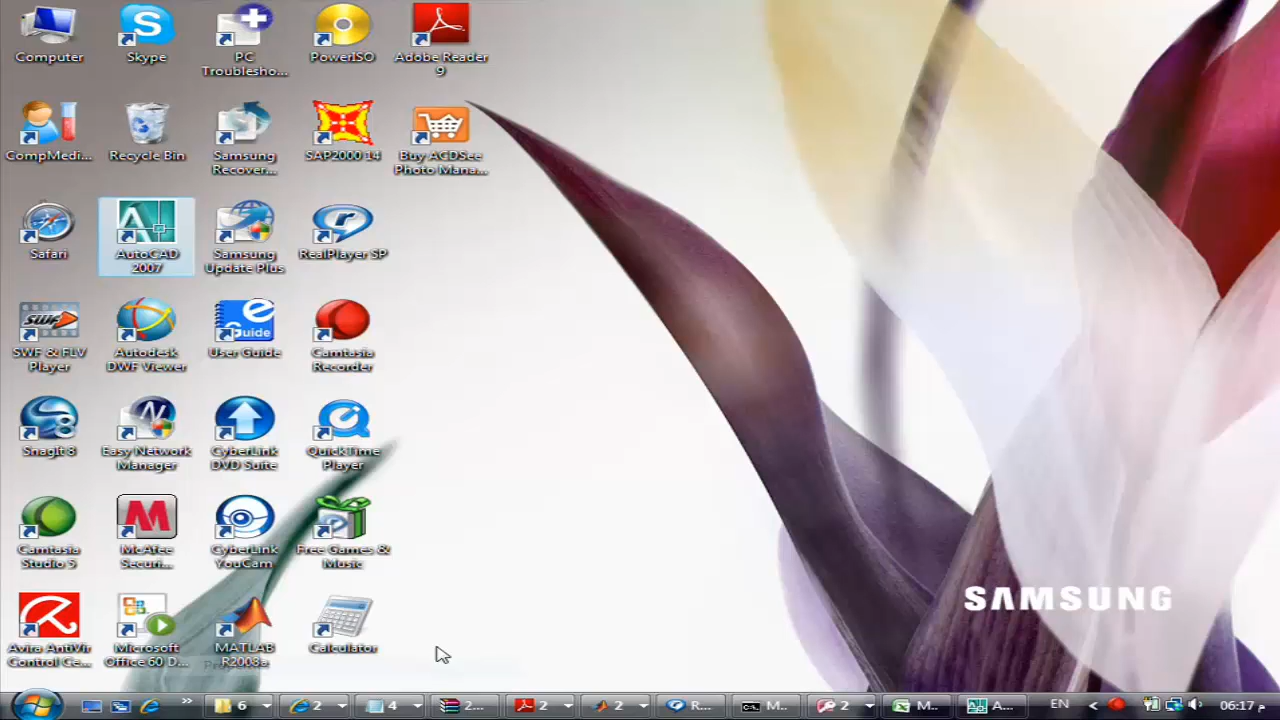 Computer
Skype
PC
Troublesho...
PowerISO
Adobe Reader
9
CompMedi...
Recycle Bin
Samsung
Recover...
SAP2000 14
Buy ACDSee
Photo Mana...
Safari
AutoCAD
2007
Samsung
Update Plus
RealPlayer SP
SWF & FLV
Player
Autodesk
DWF Viewer
User Guide
Camtasia
Recorder
SnagIt 8
Easy Network
Manager
CyberLink
DVD Suite
QuickTime
Player
Camtasia
Studio 5
McAfee
Securi...
CyberLink
YouCam
Free Games &
Music
Avira AntiVir
Control Ce...
Microsoft
Office 60 D...
MATLAB
R2008a
Calculator
SAMSUNG
6
2
4
2...
2
2
R...
M...
2
M...
A...
EN
06:17 م